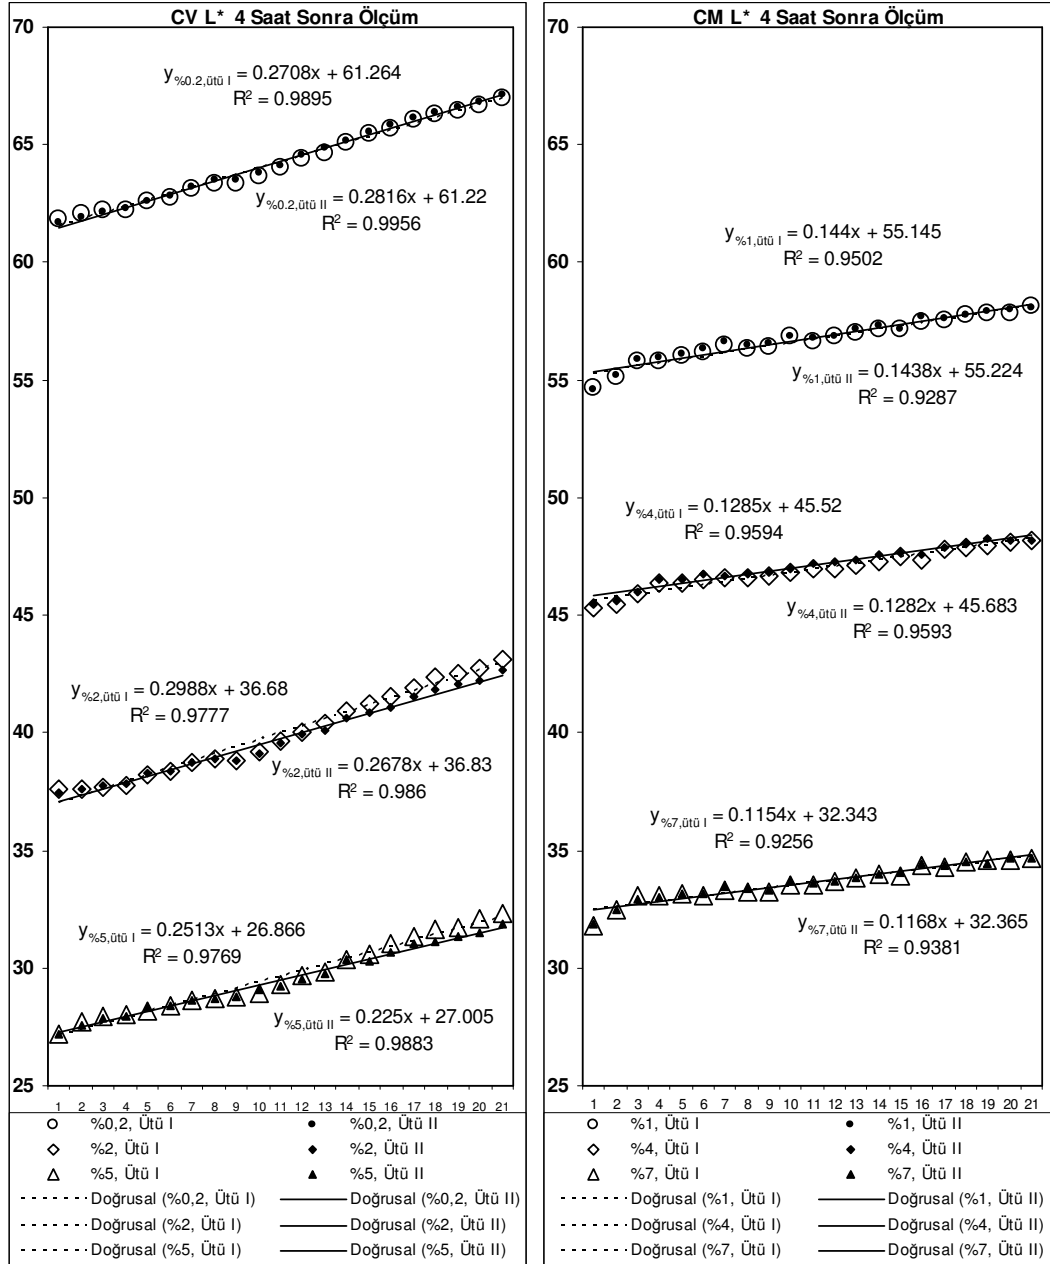 CV L* 4 Saat Sonra Ölçüm
70
65
60
55
50
45
40
35
30
25
y%0.2,ütü I = 0.2708x + 61.264
R² = 0.9895
y%0.2,ütü II = 0.2816x + 61.22
R² = 0.9956
y%2,ütü I = 0.2988x + 36.68
R² = 0.9777
y%2,ütü II = 0.2678x + 36.83
R² = 0.986
y%5,ütü I = 0.2513x + 26.866
R² = 0.9769
y%5,ütü II = 0.225x + 27.005
R² = 0.9883
1 2 3 4 5 6 7 8 9 10 11 12 13 14 15 16 17 18 19 20 21
%0,2, Ütü I %0,2, Ütü II
%2, Ütü I %2, Ütü II
%5, Ütü I %5, Ütü II
Doğrusal (%0,2, Ütü I) Doğrusal (%0,2, Ütü II)
Doğrusal (%2, Ütü I) Doğrusal (%2, Ütü II)
Doğrusal (%5, Ütü I) Doğrusal (%5, Ütü II)
CM L* 4 Saat Sonra Ölçüm
70
65
60
55
50
45
40
35
30
25
y%1,ütü I = 0.144x + 55.145
R² = 0.9502
y%1,ütü II = 0.1438x + 55.224
R² = 0.9287
y%4,ütü I = 0.1285x + 45.52
R² = 0.9594
y%4,ütü II = 0.1282x + 45.683
R² = 0.9593
y%7,ütü I = 0.1154x + 32.343
R² = 0.9256
y%7,ütü II = 0.1168x + 32.365
R² = 0.9381
1 2 3 4 5 6 7 8 9 10 11 12 13 14 15 16 17 18 19 20 21
%1, Ütü I %1, Ütü II
%4, Ütü I %4, Ütü II
%7, Ütü I %7, Ütü II
Doğrusal (%1, Ütü I) Doğrusal (%1, Ütü II)
Doğrusal (%4, Ütü I) Doğrusal (%4, Ütü II)
Doğrusal (%7, Ütü I) Doğrusal (%7, Ütü II)